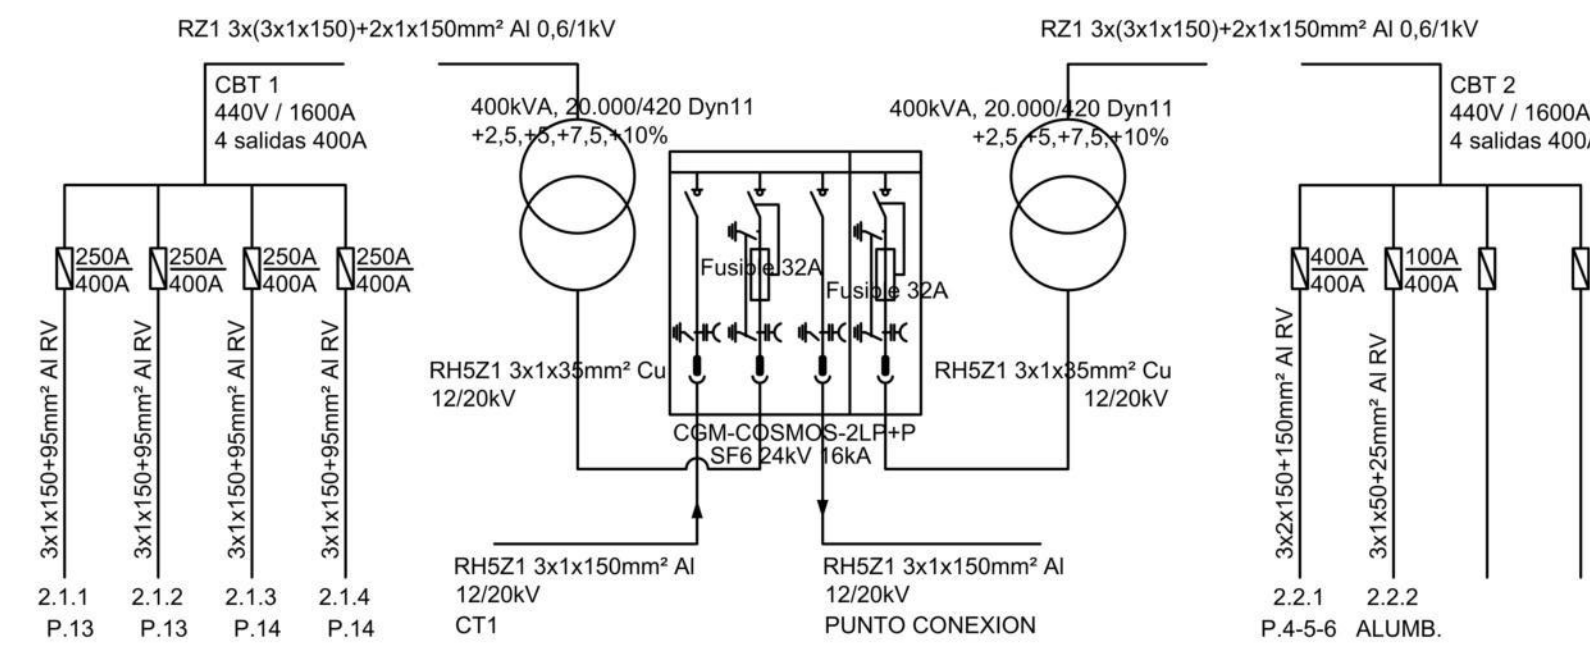 RZ1 3x(3x1x150)+2x1x150mm² Al 0,6/1kV
RZ1 3x(3x1x150)+2x1x150mm² Al 0,6/1kV
CBT 1
440V / 1600A
4 salidas 400A
400kVA, 20.000/420 Dyn11
+2,5,+5,+7,5,+10%
400kVA, 20.000/420 Dyn11
+2,5,+5,+7,5,+10%
CBT 2
440V / 1600A
4 salidas 400A
250A
400A
250A
400A
250A
400A
250A
400A
Fusible 32A
Fusible 32A
400A
400A
100A
400A
3x1x150+95mm² Al RV
3x1x150+95mm² Al RV
3x1x150+95mm² Al RV
3x1x150+95mm² Al RV
RH5Z1 3x1x35mm² Cu
12/20kV
RH5Z1 3x1x35mm² Cu
12/20kV
3x2x150+150mm² Al RV
3x1x50+25mm² Al RV
CGM-COSMOS-2LP+P
SF6 24kV 16kA
RH5Z1 3x1x150mm² Al
12/20kV
CT1
RH5Z1 3x1x150mm² Al
12/20kV
PUNTO CONEXION
2.1.1
P.13
2.1.2
P.13
2.1.3
P.14
2.1.4
P.14
2.2.1
P.4-5-6
2.2.2
ALUMB.